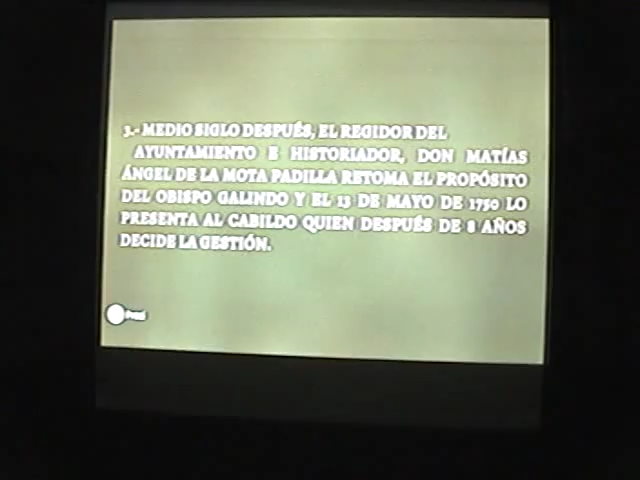 3.- MEDIO SIGLO DESPUÉS, EL REGIDOR DEL
AYUNTAMIENTO E HISTORIADOR, DON MATÍAS
ÁNGEL DE LA MOTA PADILLA RETOMA EL PROPÓSITO
DEL OBISPO GALINDO Y EL 13 DE MAYO DE 1750 LO
PRESENTA AL CABILDO QUIEN DESPUÉS DE 8 AÑOS
DECIDE LA GESTIÓN.